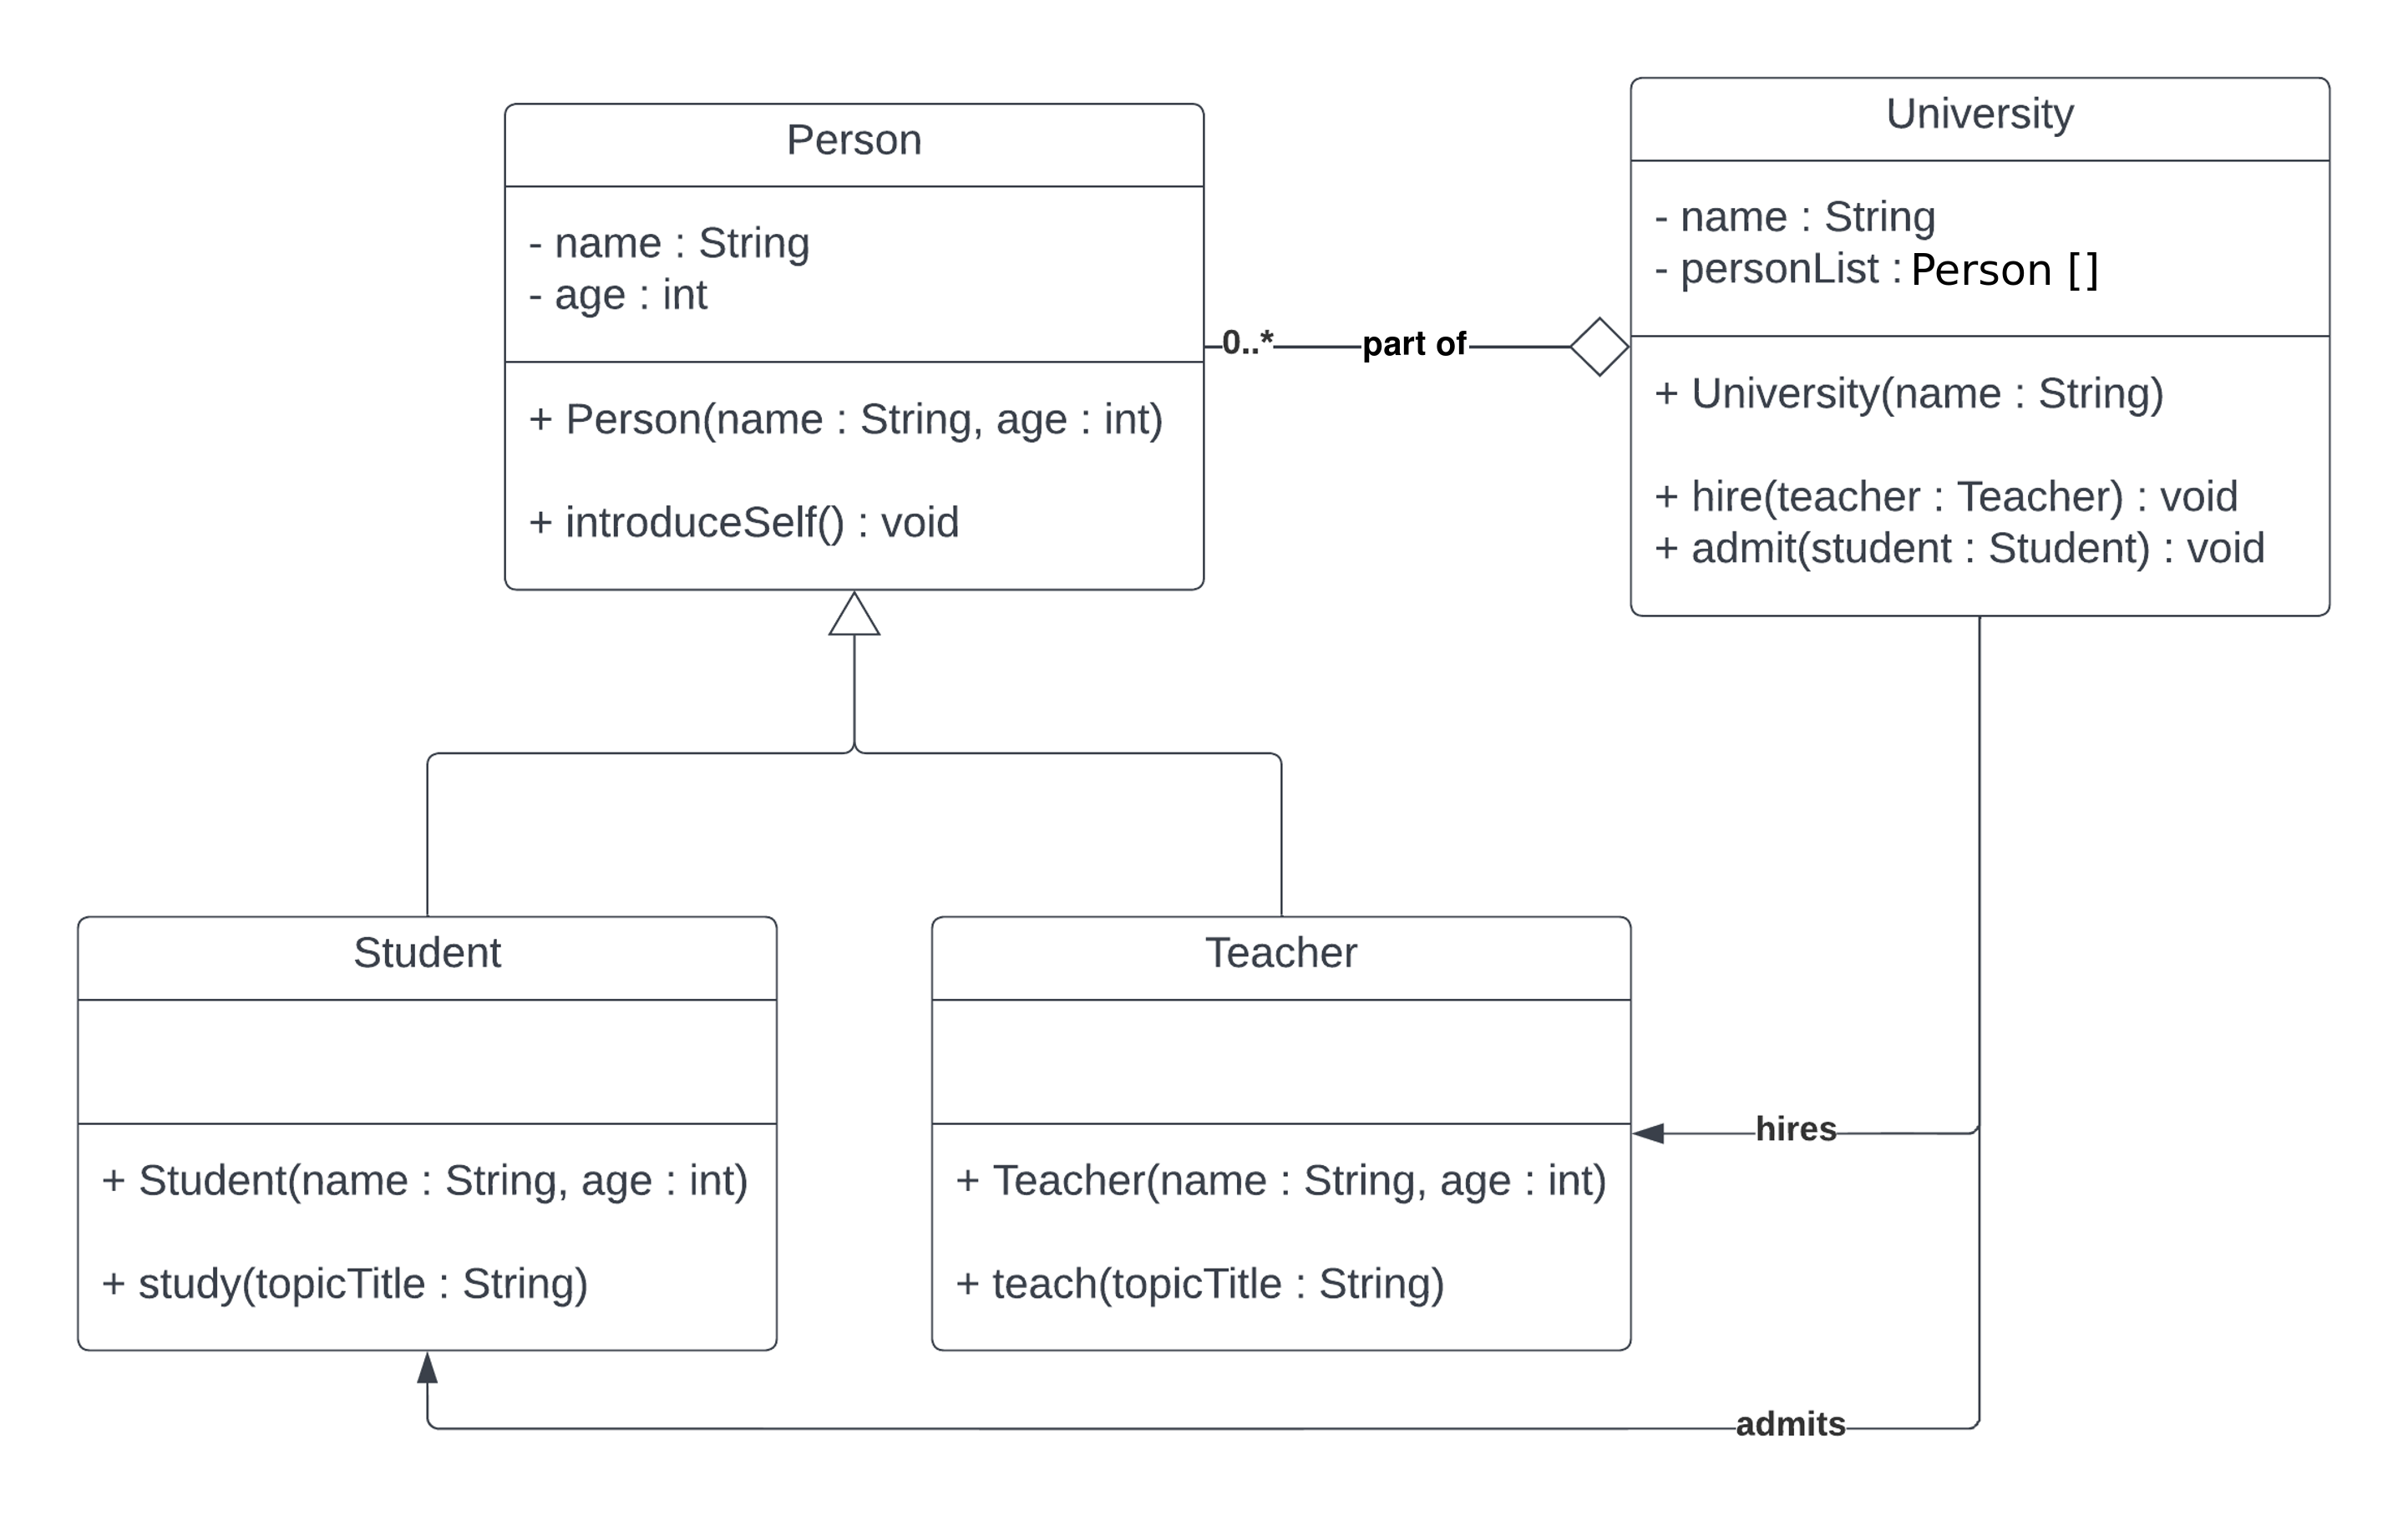 Person
- name : String
- age : int
+ Person(name : String, age : int)
+ introduceSelf() : void
0..*
part of
University
- name : String
- personList : Person []
+ University(name : String)
+ hire(teacher : Teacher) : void
+ admit(student : Student) : void
Student
+ Student(name : String, age : int)
+ study(topicTitle : String)
Teacher
+ Teacher(name : String, age : int)
+ teach(topicTitle : String)
hires
admits